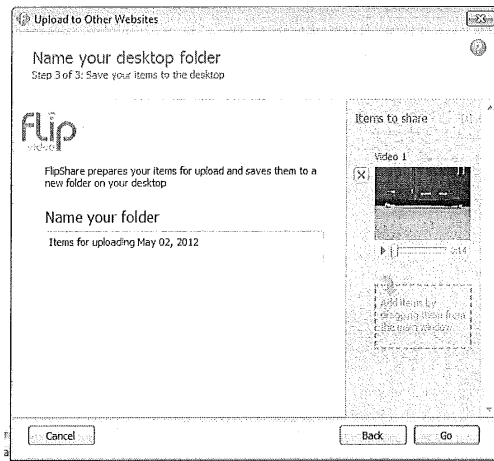 Upload to Other Websites
Name your desktop folder
Step 3 of 3: Save your items to the desktop
flip
video
FlipShare prepares your items for upload and saves them to a
new folder on your desktop
Name your folder
Items for uploading May 02, 2012
Items to share
Video 1
0:14
Add items by
dragging them from
the main window
Cancel
Back
Go